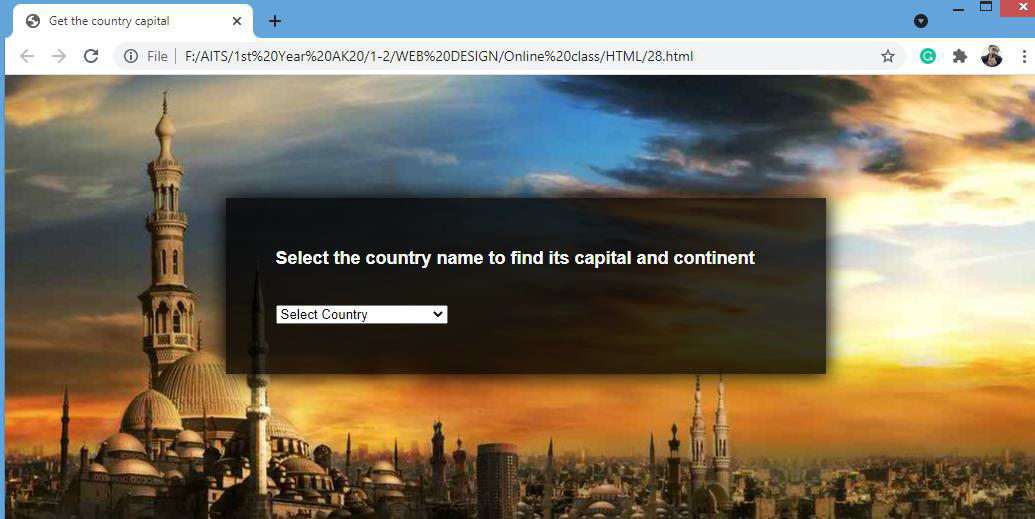 Get the country capital
File F:/AITS/1st%20Year%20AK20/1-2/WEB%20DESIGN/Online%20class/HTML/28.html
Select the country name to find its capital and continent
Select Country